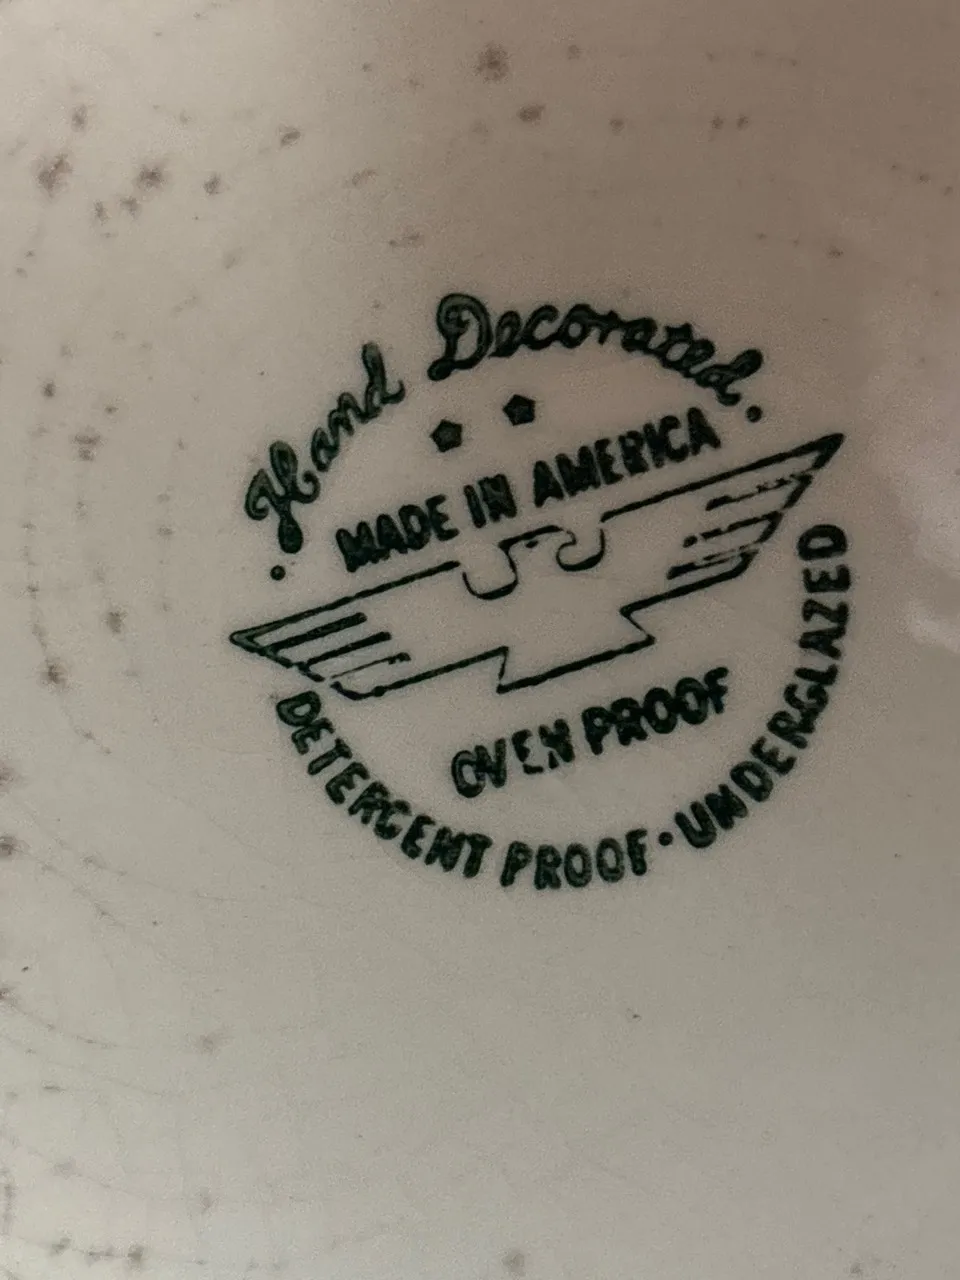 Hand Decorated
MADE IN AMERICA
OVEN PROOF
DETERGENT PROOF · UNDERGLAZED